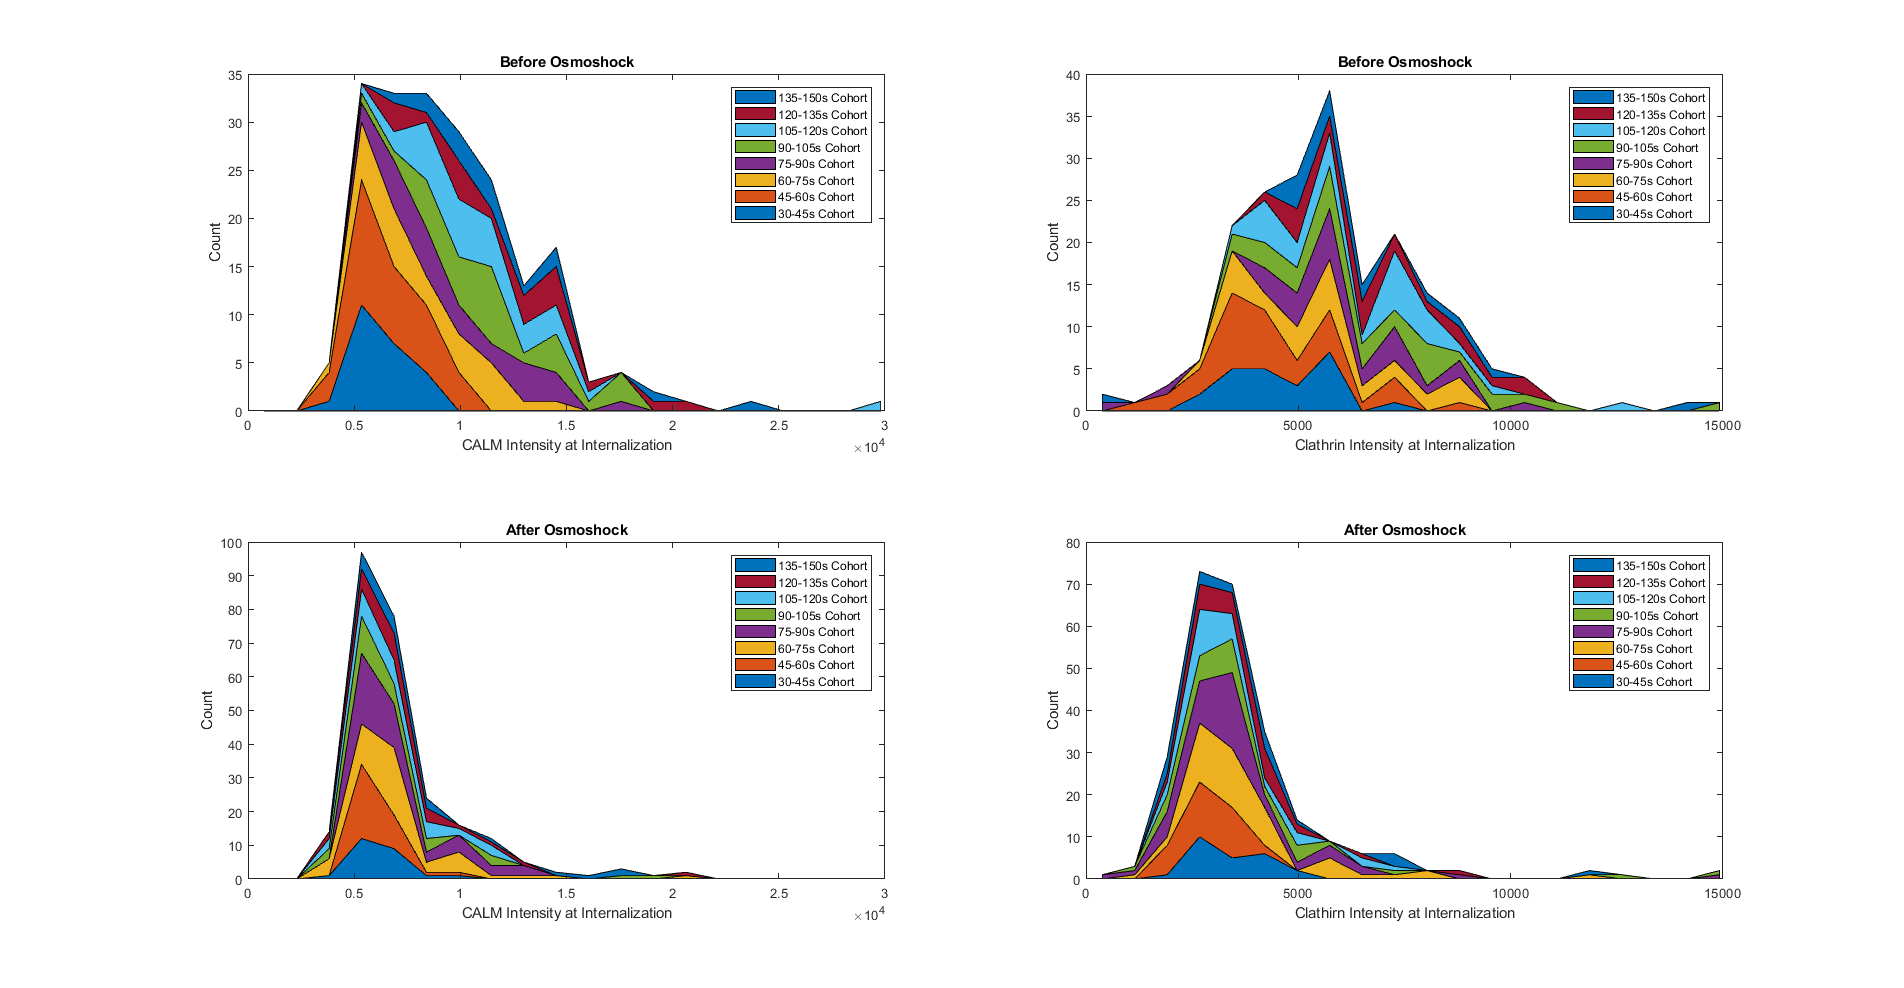 Before Osmoshock
35
30
25
20
15
10
5
0
Count
0 0.5 1 1.5 2 2.5 3
×10^4
CALM Intensity at Internalization
135-150s Cohort
120-135s Cohort
105-120s Cohort
90-105s Cohort
75-90s Cohort
60-75s Cohort
45-60s Cohort
30-45s Cohort
Before Osmoshock
40
35
30
25
20
15
10
5
0
Count
0 5000 10000 15000
Clathrin Intensity at Internalization
135-150s Cohort
120-135s Cohort
105-120s Cohort
90-105s Cohort
75-90s Cohort
60-75s Cohort
45-60s Cohort
30-45s Cohort
After Osmoshock
100
90
80
70
60
50
40
30
20
10
0
Count
0 0.5 1 1.5 2 2.5 3
×10^4
CALM Intensity at Internalization
135-150s Cohort
120-135s Cohort
105-120s Cohort
90-105s Cohort
75-90s Cohort
60-75s Cohort
45-60s Cohort
30-45s Cohort
After Osmoshock
80
70
60
50
40
30
20
10
0
Count
0 5000 10000 15000
Clathirn Intensity at Internalization
135-150s Cohort
120-135s Cohort
105-120s Cohort
90-105s Cohort
75-90s Cohort
60-75s Cohort
45-60s Cohort
30-45s Cohort